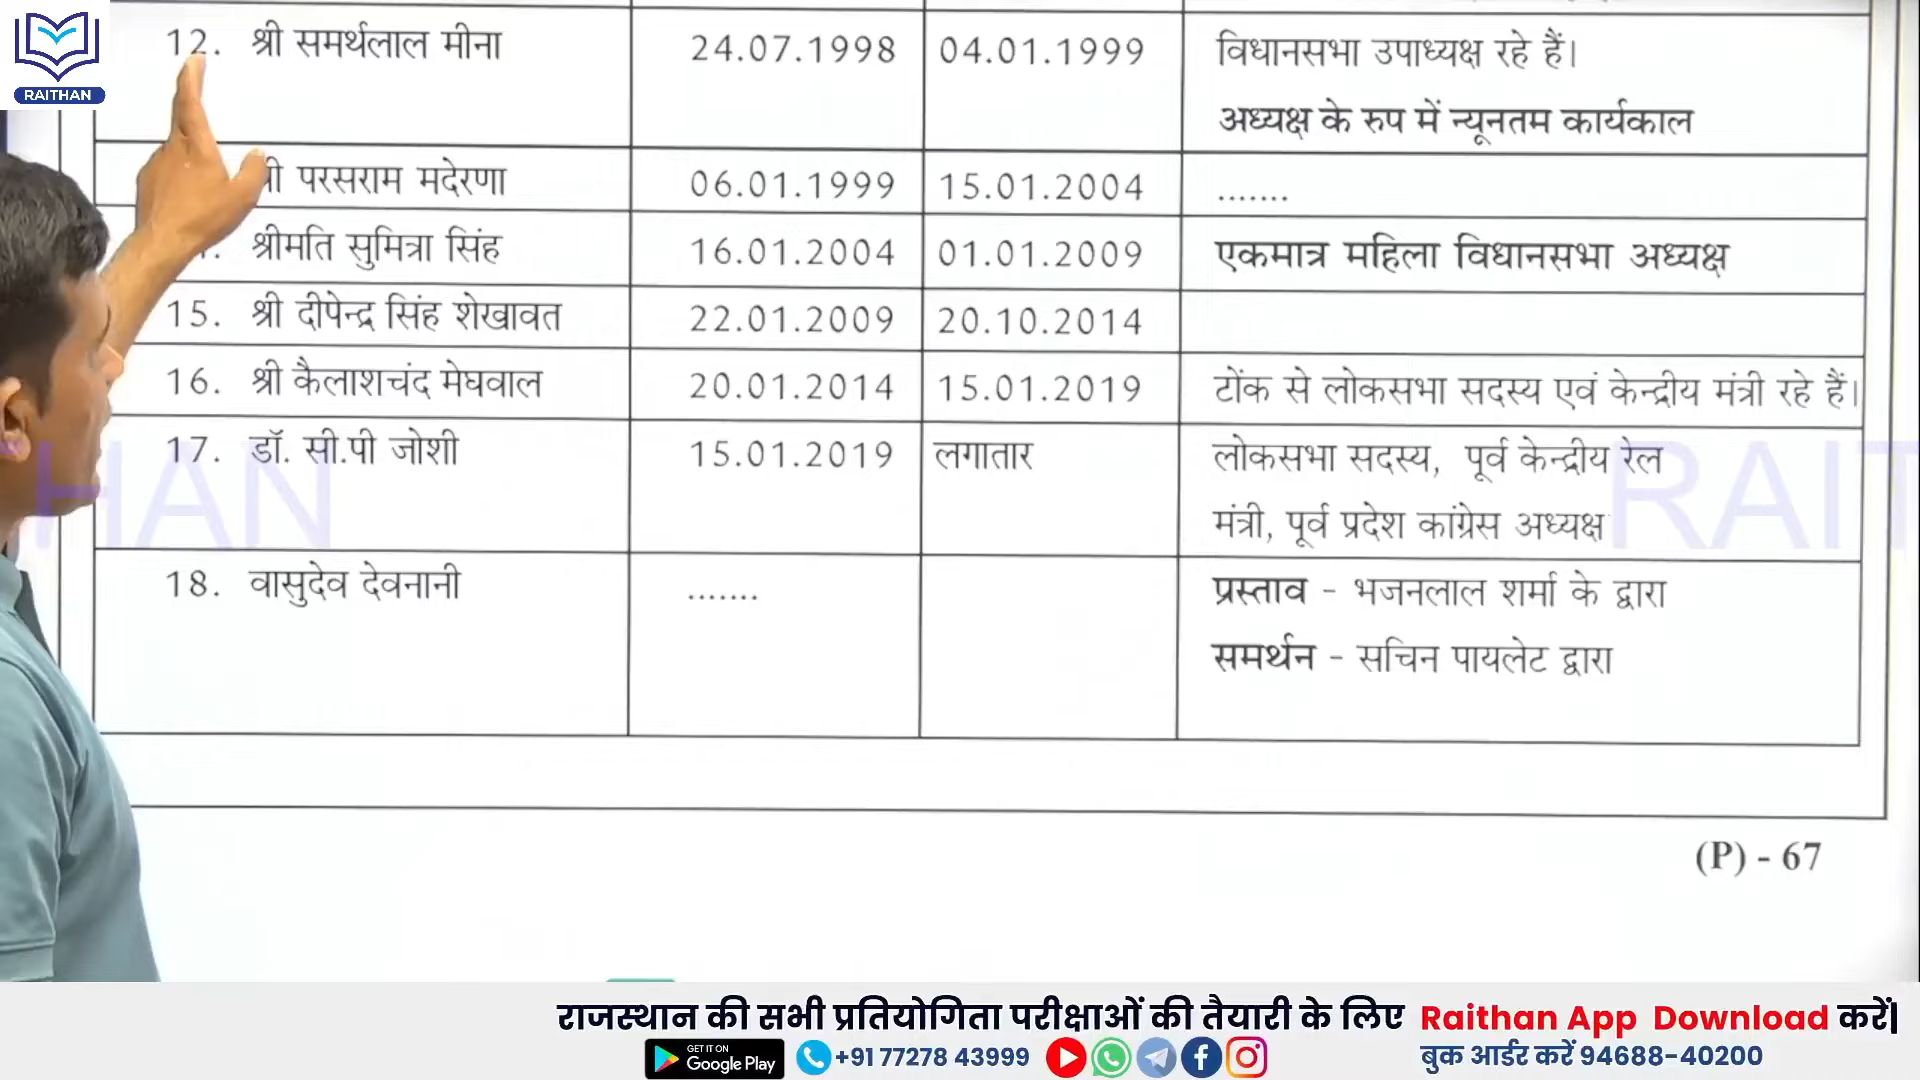 RAITHAN
12. श्री समर्थलाल मीना 24.07.1998 04.01.1999 विधानसभा उपाध्यक्ष रहे हैं।
अध्यक्ष के रुप में न्यूनतम कार्यकाल
श्री परसराम मदेरणा 06.01.1999 15.01.2004 .......
श्रीमति सुमित्रा सिंह 16.01.2004 01.01.2009 एकमात्र महिला विधानसभा अध्यक्ष
15. श्री दीपेन्द्र सिंह शेखावत 22.01.2009 20.10.2014
16. श्री कैलाशचंद मेघवाल 20.01.2014 15.01.2019 टोंक से लोकसभा सदस्य एवं केन्द्रीय मंत्री रहे हैं।
17. डॉ. सी.पी जोशी 15.01.2019 लगातार लोकसभा सदस्य, पूर्व केन्द्रीय रेल
मंत्री, पूर्व प्रदेश कांग्रेस अध्यक्ष
18. वासुदेव देवनानी ....... प्रस्ताव - भजनलाल शर्मा के द्वारा
समर्थन - सचिन पायलेट द्वारा
(P) - 67
राजस्थान की सभी प्रतियोगिता परीक्षाओं की तैयारी के लिए Raithan App Download करें|
GET IT ON Google Play +91 77278 43999 बुक आर्डर करें 94688-40200